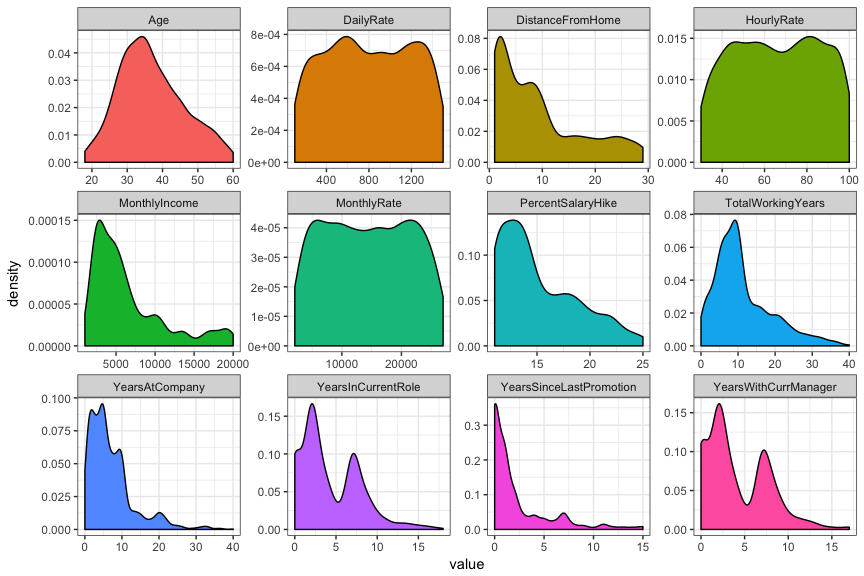 Age DailyRate DistanceFromHome HourlyRate
0.04 0.03 0.02 0.01 0.00
8e-04 6e-04 4e-04 2e-04 0e+00
0.08 0.06 0.04 0.02 0.00
0.015 0.010 0.005 0.000
20 30 40 50 60
400 800 1200
0 10 20 30
40 60 80 100
MonthlyIncome MonthlyRate PercentSalaryHike TotalWorkingYears
0.00015 0.00010 0.00005 0.00000
4e-05 3e-05 2e-05 1e-05 0e+00
0.10 0.05 0.00
0.08 0.06 0.04 0.02 0.00
5000 10000 15000 20000
10000 20000
15 20 25
0 10 20 30 40
YearsAtCompany YearsInCurrentRole YearsSinceLastPromotion YearsWithCurrManager
0.100 0.075 0.050 0.025 0.000
0.15 0.10 0.05 0.00
0.3 0.2 0.1 0.0
0.15 0.10 0.05 0.00
0 10 20 30 40
0 5 10 15
0 5 10 15
0 5 10 15
density
value